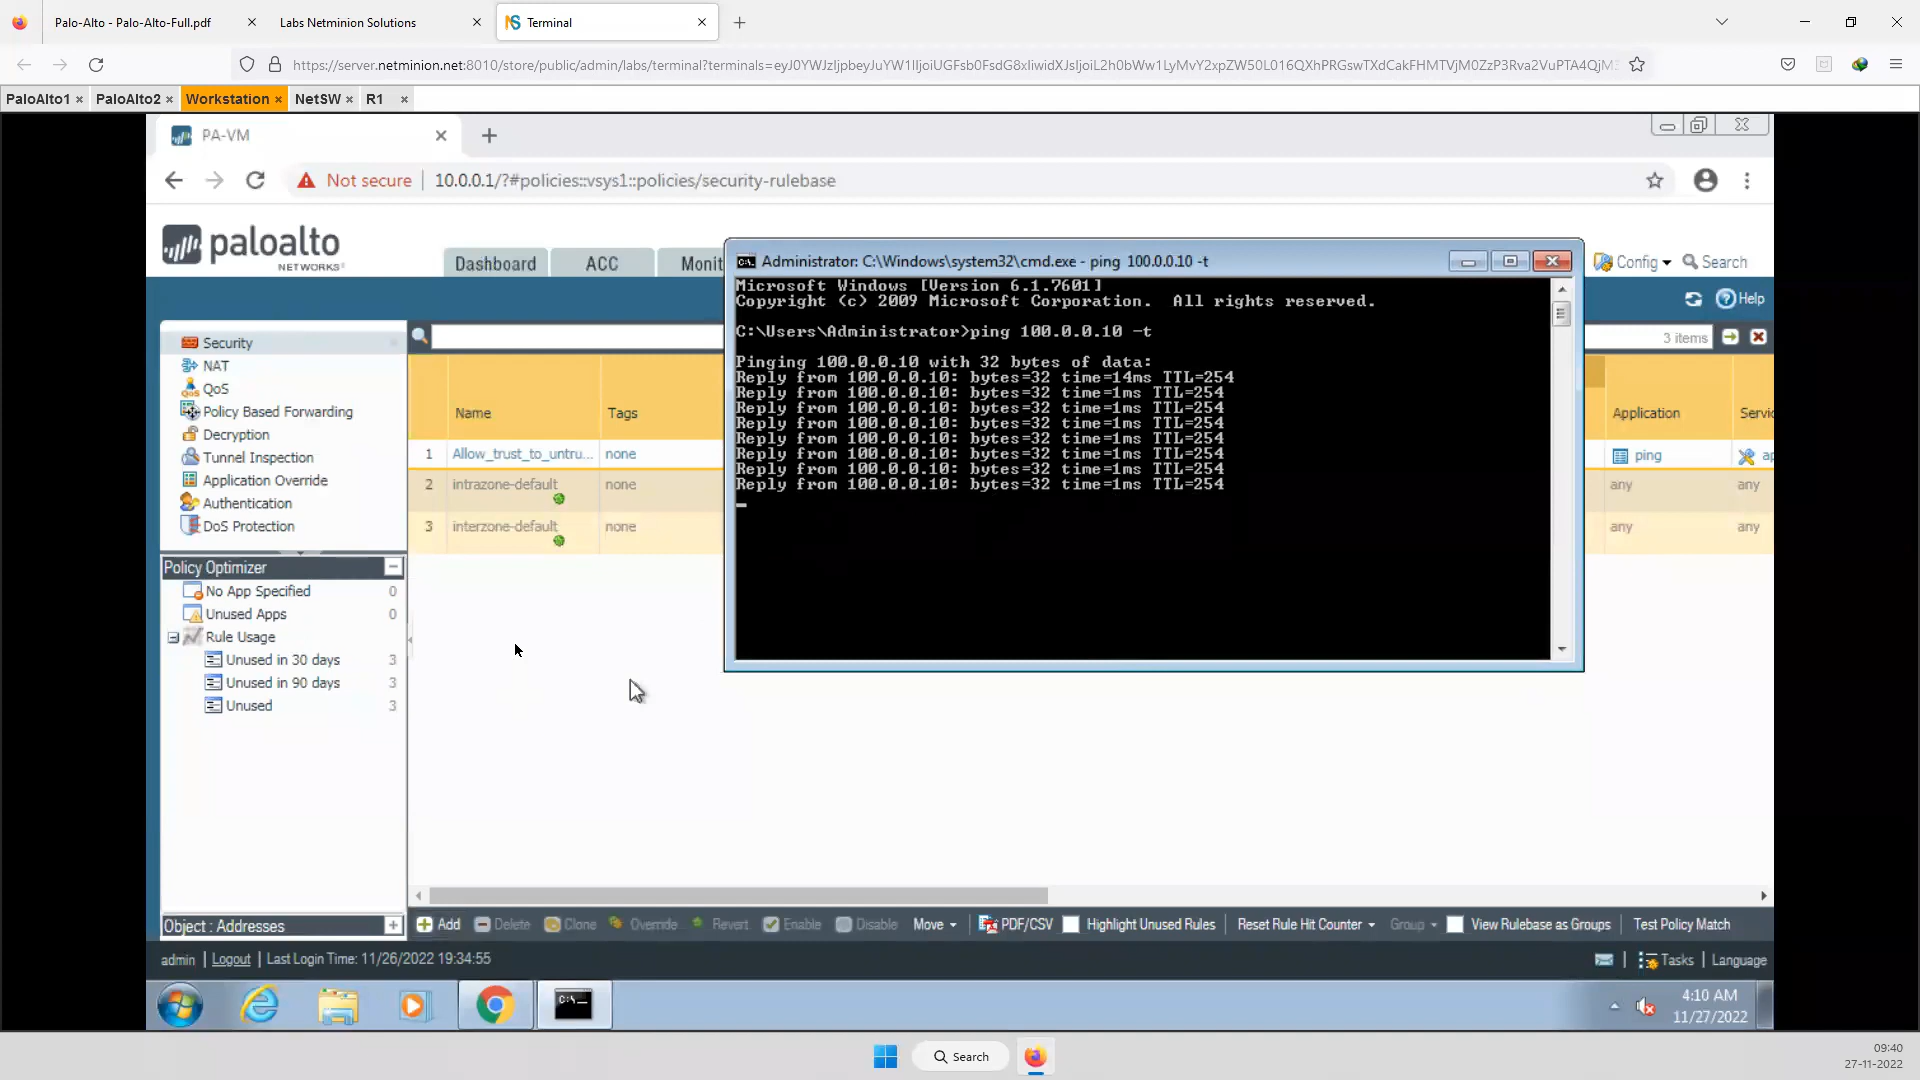 Palo-Alto - Palo-Alto-Full.pdf
Labs Netminion Solutions
Terminal
PaloAlto1
PaloAlto2
Workstation
NetSW
R1
PA-VM
Not secure
10.0.0.1/?#policies::vsys1::policies/security-rulebase
paloalto
NETWORKS
Dashboard
ACC
Monit
Config
Search
Help
Administrator: C:\Windows\system32\cmd.exe - ping 100.0.0.10 -t
Microsoft Windows [Version 6.1.7601]
Copyright (c) 2009 Microsoft Corporation. All rights reserved.
C:\Users\Administrator>ping 100.0.0.10 -t
Pinging 100.0.0.10 with 32 bytes of data:
Reply from 100.0.0.10: bytes=32 time=14ms TTL=254
Reply from 100.0.0.10: bytes=32 time=1ms TTL=254
Reply from 100.0.0.10: bytes=32 time=1ms TTL=254
Reply from 100.0.0.10: bytes=32 time=1ms TTL=254
Reply from 100.0.0.10: bytes=32 time=1ms TTL=254
Reply from 100.0.0.10: bytes=32 time=1ms TTL=254
Reply from 100.0.0.10: bytes=32 time=1ms TTL=254
Reply from 100.0.0.10: bytes=32 time=1ms TTL=254
Security
NAT
QoS
Policy Based Forwarding
Decryption
Tunnel Inspection
Application Override
Authentication
DoS Protection
3 items
Name
Tags
Application
Servic
1 Allow_trust_to_untru... none
ping
ap
2 intrazone-default none
any any
3 interzone-default none
any any
Policy Optimizer
No App Specified 0
Unused Apps 0
Rule Usage
Unused in 30 days 3
Unused in 90 days 3
Unused 3
Object : Addresses
Add Delete Clone Override Revert Enable Disable Move PDF/CSV Highlight Unused Rules Reset Rule Hit Counter Group View Rulebase as Groups Test Policy Match
admin | Logout | Last Login Time: 11/26/2022 19:34:55
Tasks | Language
4:10 AM
11/27/2022
Search
09:40
27-11-2022